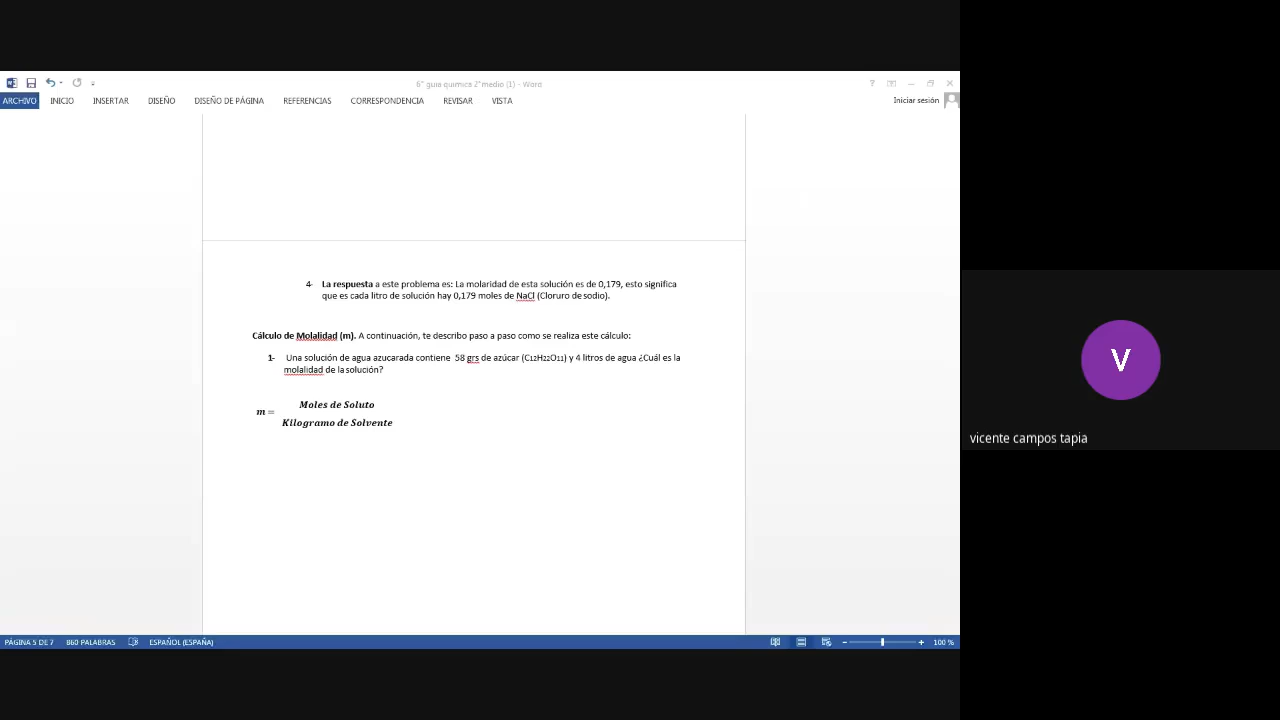 6° guia quimica 2°medio (1) - Word
ARCHIVO INICIO INSERTAR DISEÑO DISEÑO DE PÁGINA REFERENCIAS CORRESPONDENCIA REVISAR VISTA Iniciar sesión
4- La respuesta a este problema es: La molaridad de esta solución es de 0,179, esto significa
que es cada litro de solución hay 0,179 moles de NaCl (Cloruro de sodio).
Cálculo de Molalidad (m). A continuación, te describo paso a paso como se realiza este cálculo:
1- Una solución de agua azucarada contiene 58 grs de azúcar (C12H22O11) y 4 litros de agua ¿Cuál es la
molalidad de la solución?
m = Moles de Soluto
Kilogramo de Solvente
V
vicente campos tapia
PÁGINA 5 DE 7 860 PALABRAS ESPAÑOL (ESPAÑA) 100 %